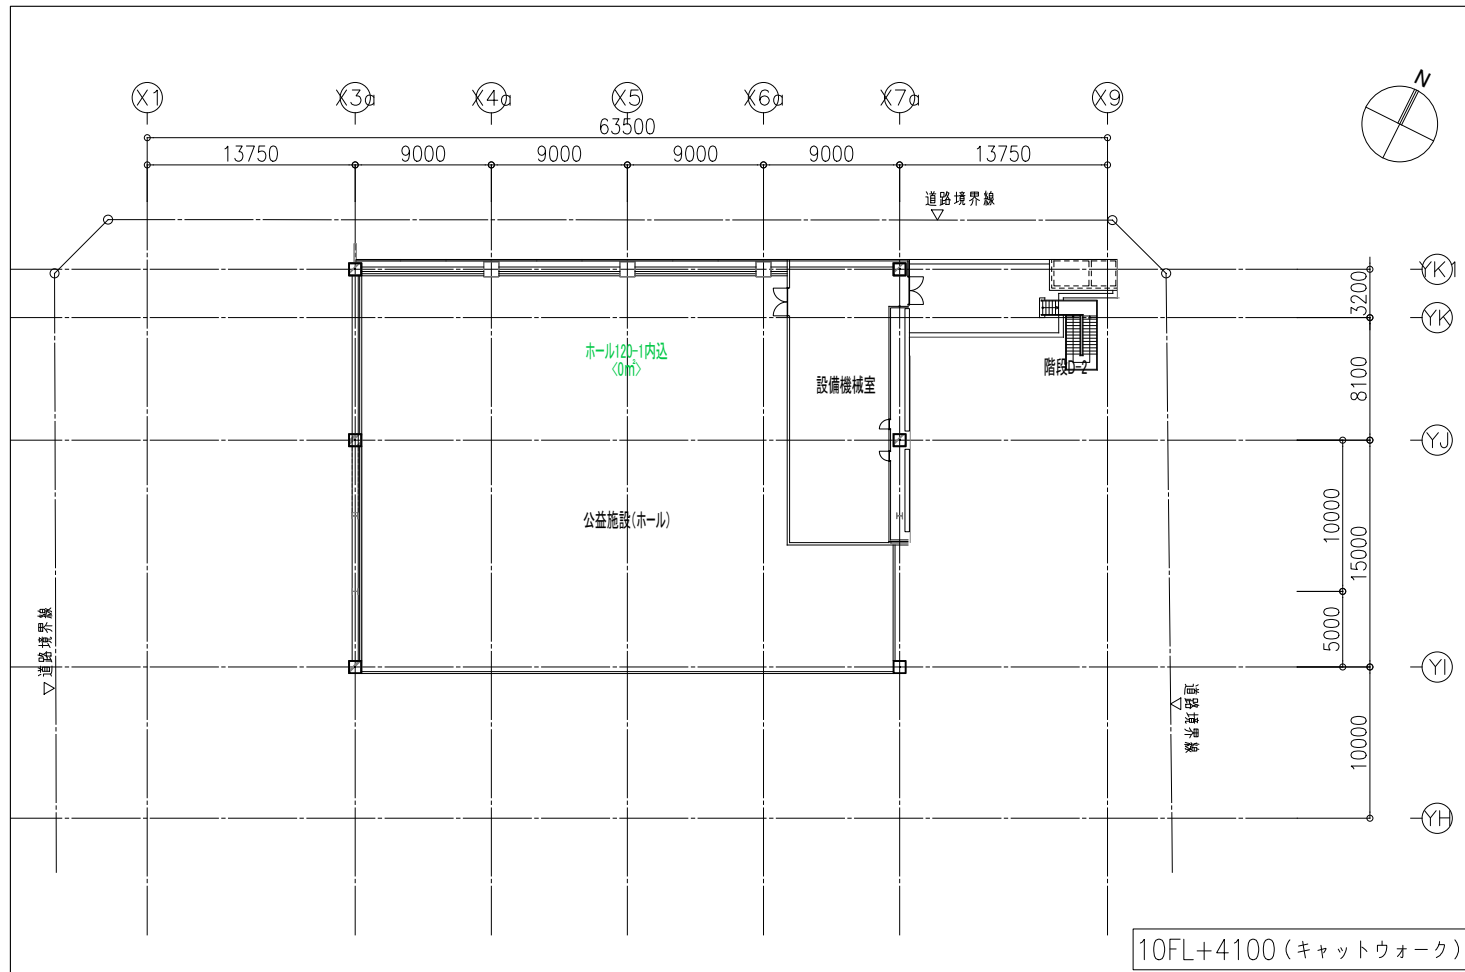 N
X1
X3a
X4a
X5
X6a
X7a
X9
63500
13750
9000
9000
9000
9000
13750
道路境界線
YK1
3200
YK
ホール120-1内込
〈0㎡〉
設備機械室
階段D-2
8100
YJ
10000
15000
公益施設(ホール)
5000
道路境界線
YI
道路境界線
10000
YH
10FL+4100(キャットウォーク)